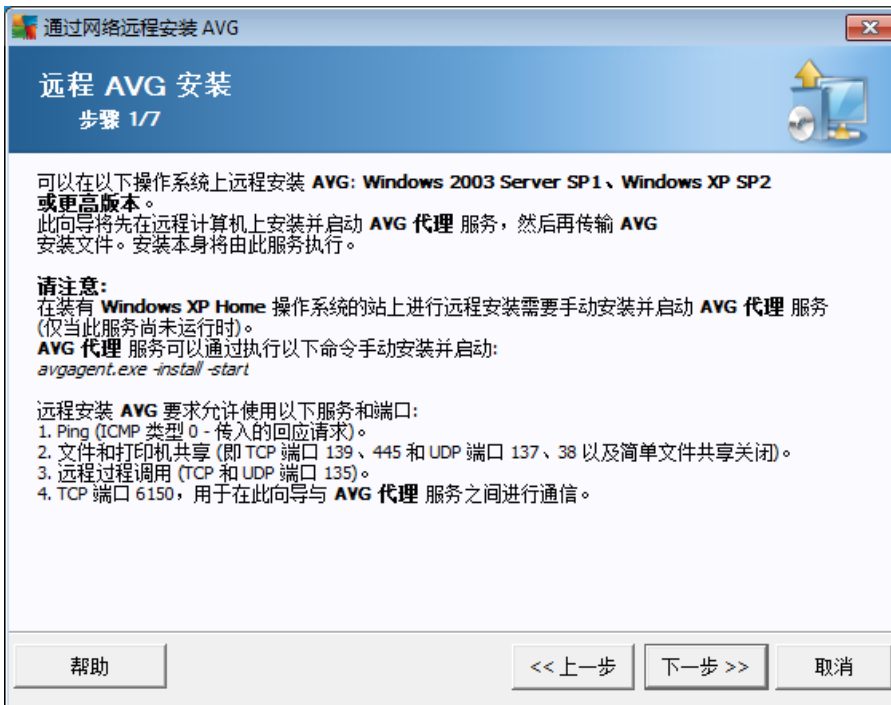 通过网络远程安装 AVG
远程 AVG 安装
步骤 1/7
可以在以下操作系统上远程安装 AVG: Windows 2003 Server SP1、Windows XP SP2
或更高版本。
此向导将先在远程计算机上安装并启动 AVG 代理 服务，然后再传输 AVG
安装文件。安装本身将由此服务执行。
请注意:
在装有 Windows XP Home 操作系统的站上进行远程安装需要手动安装并启动 AVG 代理 服务
(仅当此服务尚未运行时)。
AVG 代理 服务可以通过执行以下命令手动安装并启动:
avgagent.exe -install -start
远程安装 AVG 要求允许使用以下服务和端口:
1. Ping (ICMP 类型 0 - 传入的回应请求)。
2. 文件和打印机共享 (即 TCP 端口 139、445 和 UDP 端口 137、38 以及简单文件共享关闭)。
3. 远程过程调用 (TCP 和 UDP 端口 135)。
4. TCP 端口 6150，用于在此向导与 AVG 代理 服务之间进行通信。
帮助 << 上一步 下一步 >> 取消